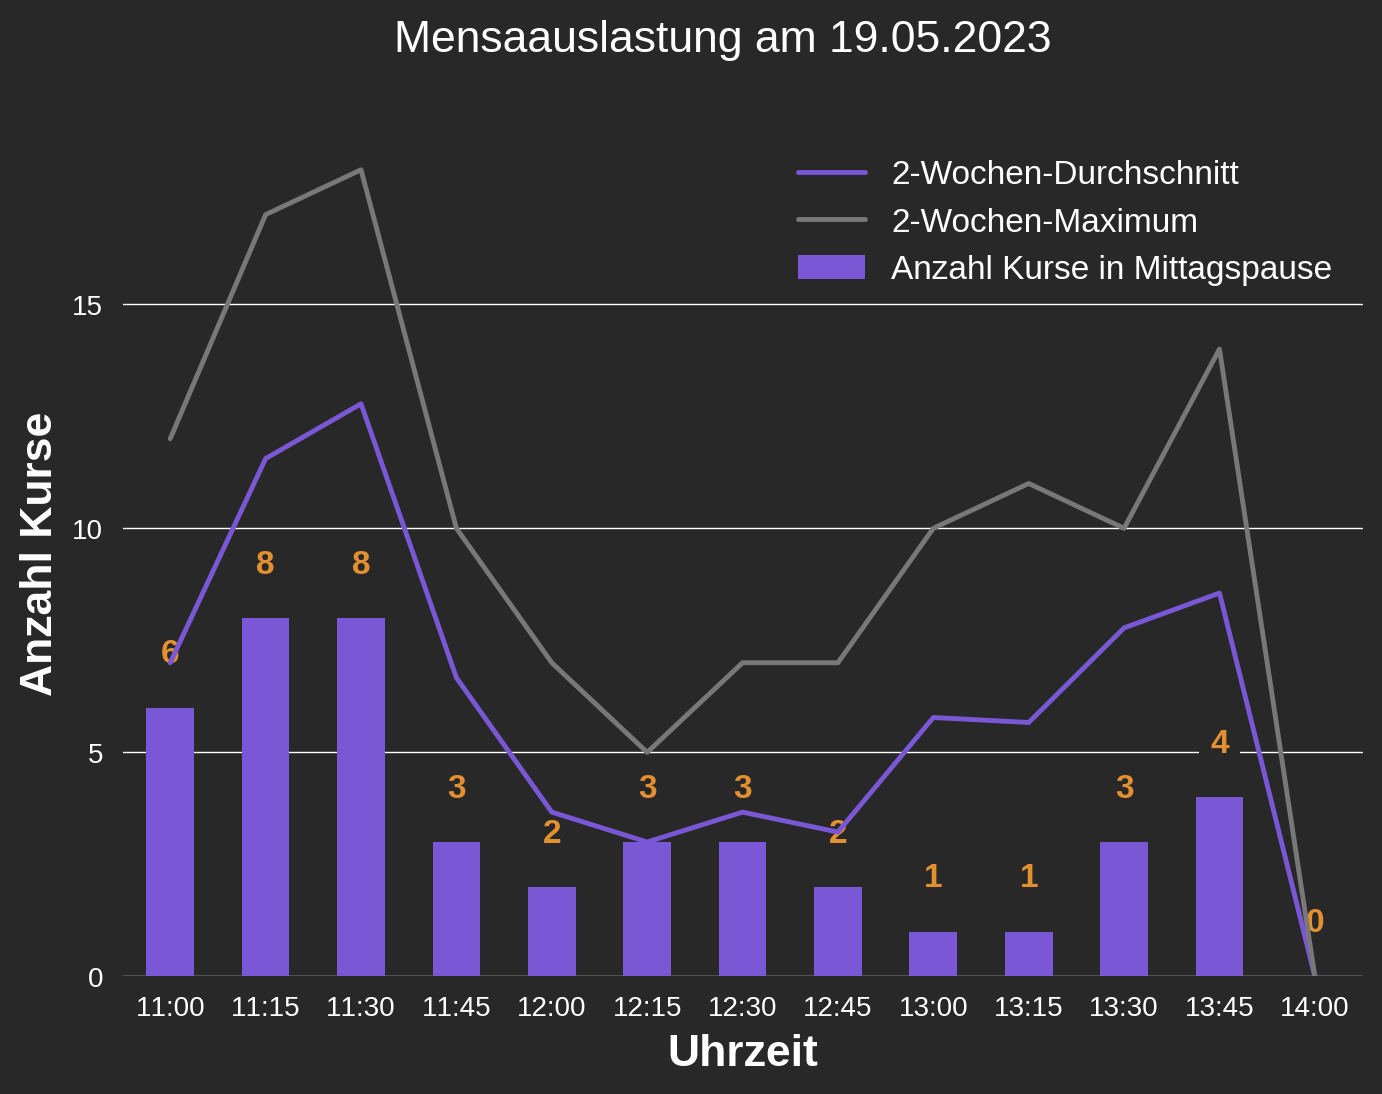 Mensaauslastung am 19.05.2023
2-Wochen-Durchschnitt
2-Wochen-Maximum
Anzahl Kurse in Mittagspause
Anzahl Kurse
15
10
5
0
6
8
8
3
2
3
3
2
1
1
3
4
0
11:00 11:15 11:30 11:45 12:00 12:15 12:30 12:45 13:00 13:15 13:30 13:45 14:00
Uhrzeit